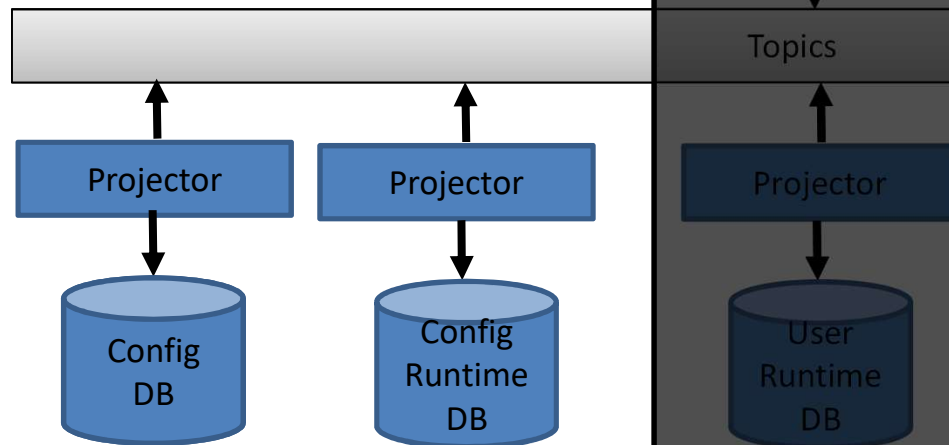 Topics
Projector
Projector
Projector
Config
DB
Config
Runtime
DB
User
Runtime
DB